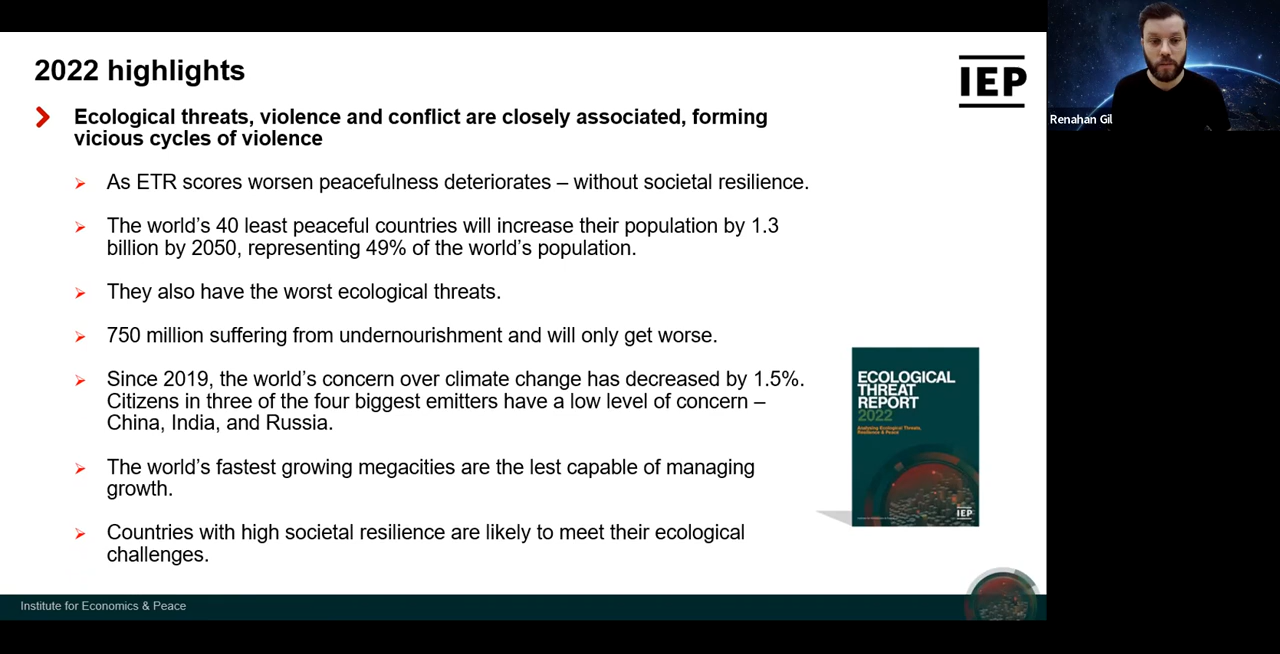 2022 highlights
IEP
Ecological threats, violence and conflict are closely associated, forming
vicious cycles of violence
As ETR scores worsen peacefulness deteriorates – without societal resilience.
The world's 40 least peaceful countries will increase their population by 1.3
billion by 2050, representing 49% of the world's population.
They also have the worst ecological threats.
750 million suffering from undernourishment and will only get worse.
Since 2019, the world's concern over climate change has decreased by 1.5%.
Citizens in three of the four biggest emitters have a low level of concern –
China, India, and Russia.
The world's fastest growing megacities are the lest capable of managing
growth.
Countries with high societal resilience are likely to meet their ecological
challenges.
ECOLOGICAL
THREAT
REPORT
2022
Analysing Ecological Threats,
Resilience & Peace
IEP
Institute for Economics & Peace
Renahan Gil